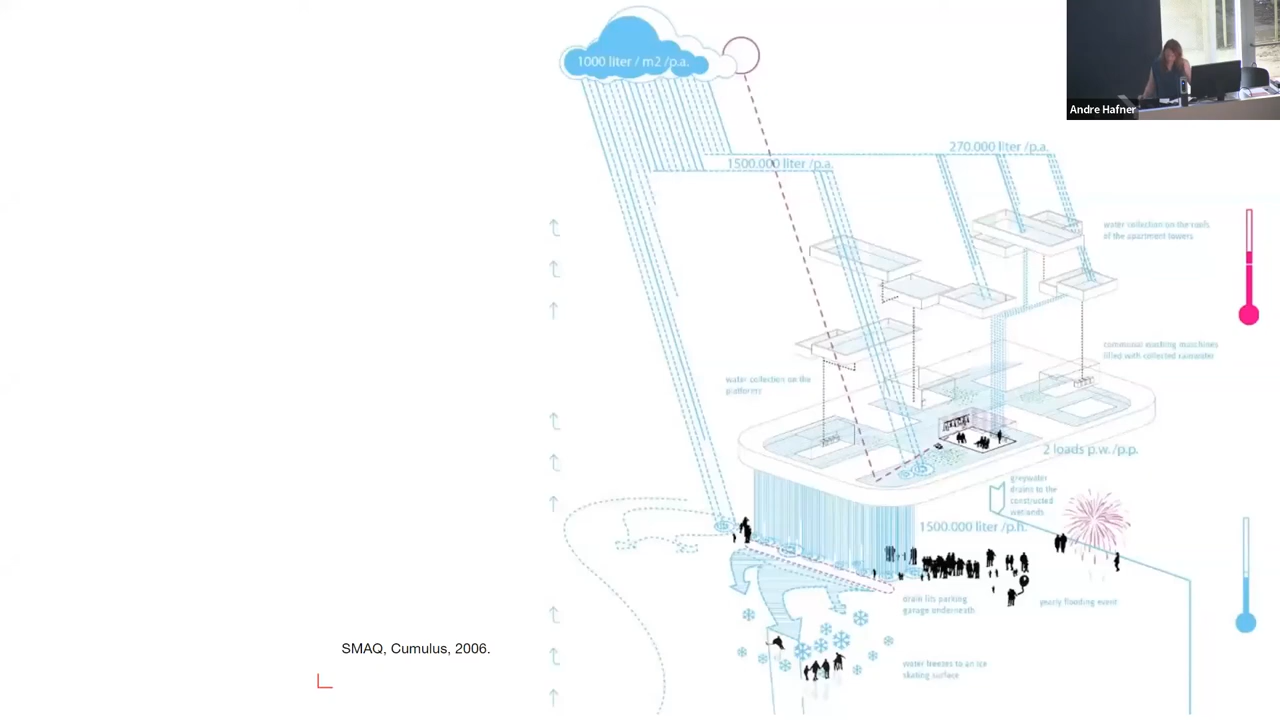 1000 liter / m2 /p.a.
Andre Hafner
270.000 liter /p.a.
1500.000 liter /p.a.
water collection on the roofs
of the apartment towers
communal washing maschines
filled with collected rainwater
water collection on the
platforms
2 loads p.w./p.p.
greywater
drains to the
constructed
wetlands
1500.000 liter /p.h.
drain lits parking
garage underneath
yearly flooding event
SMAQ, Cumulus, 2006.
water freezes to an ice
skating surface